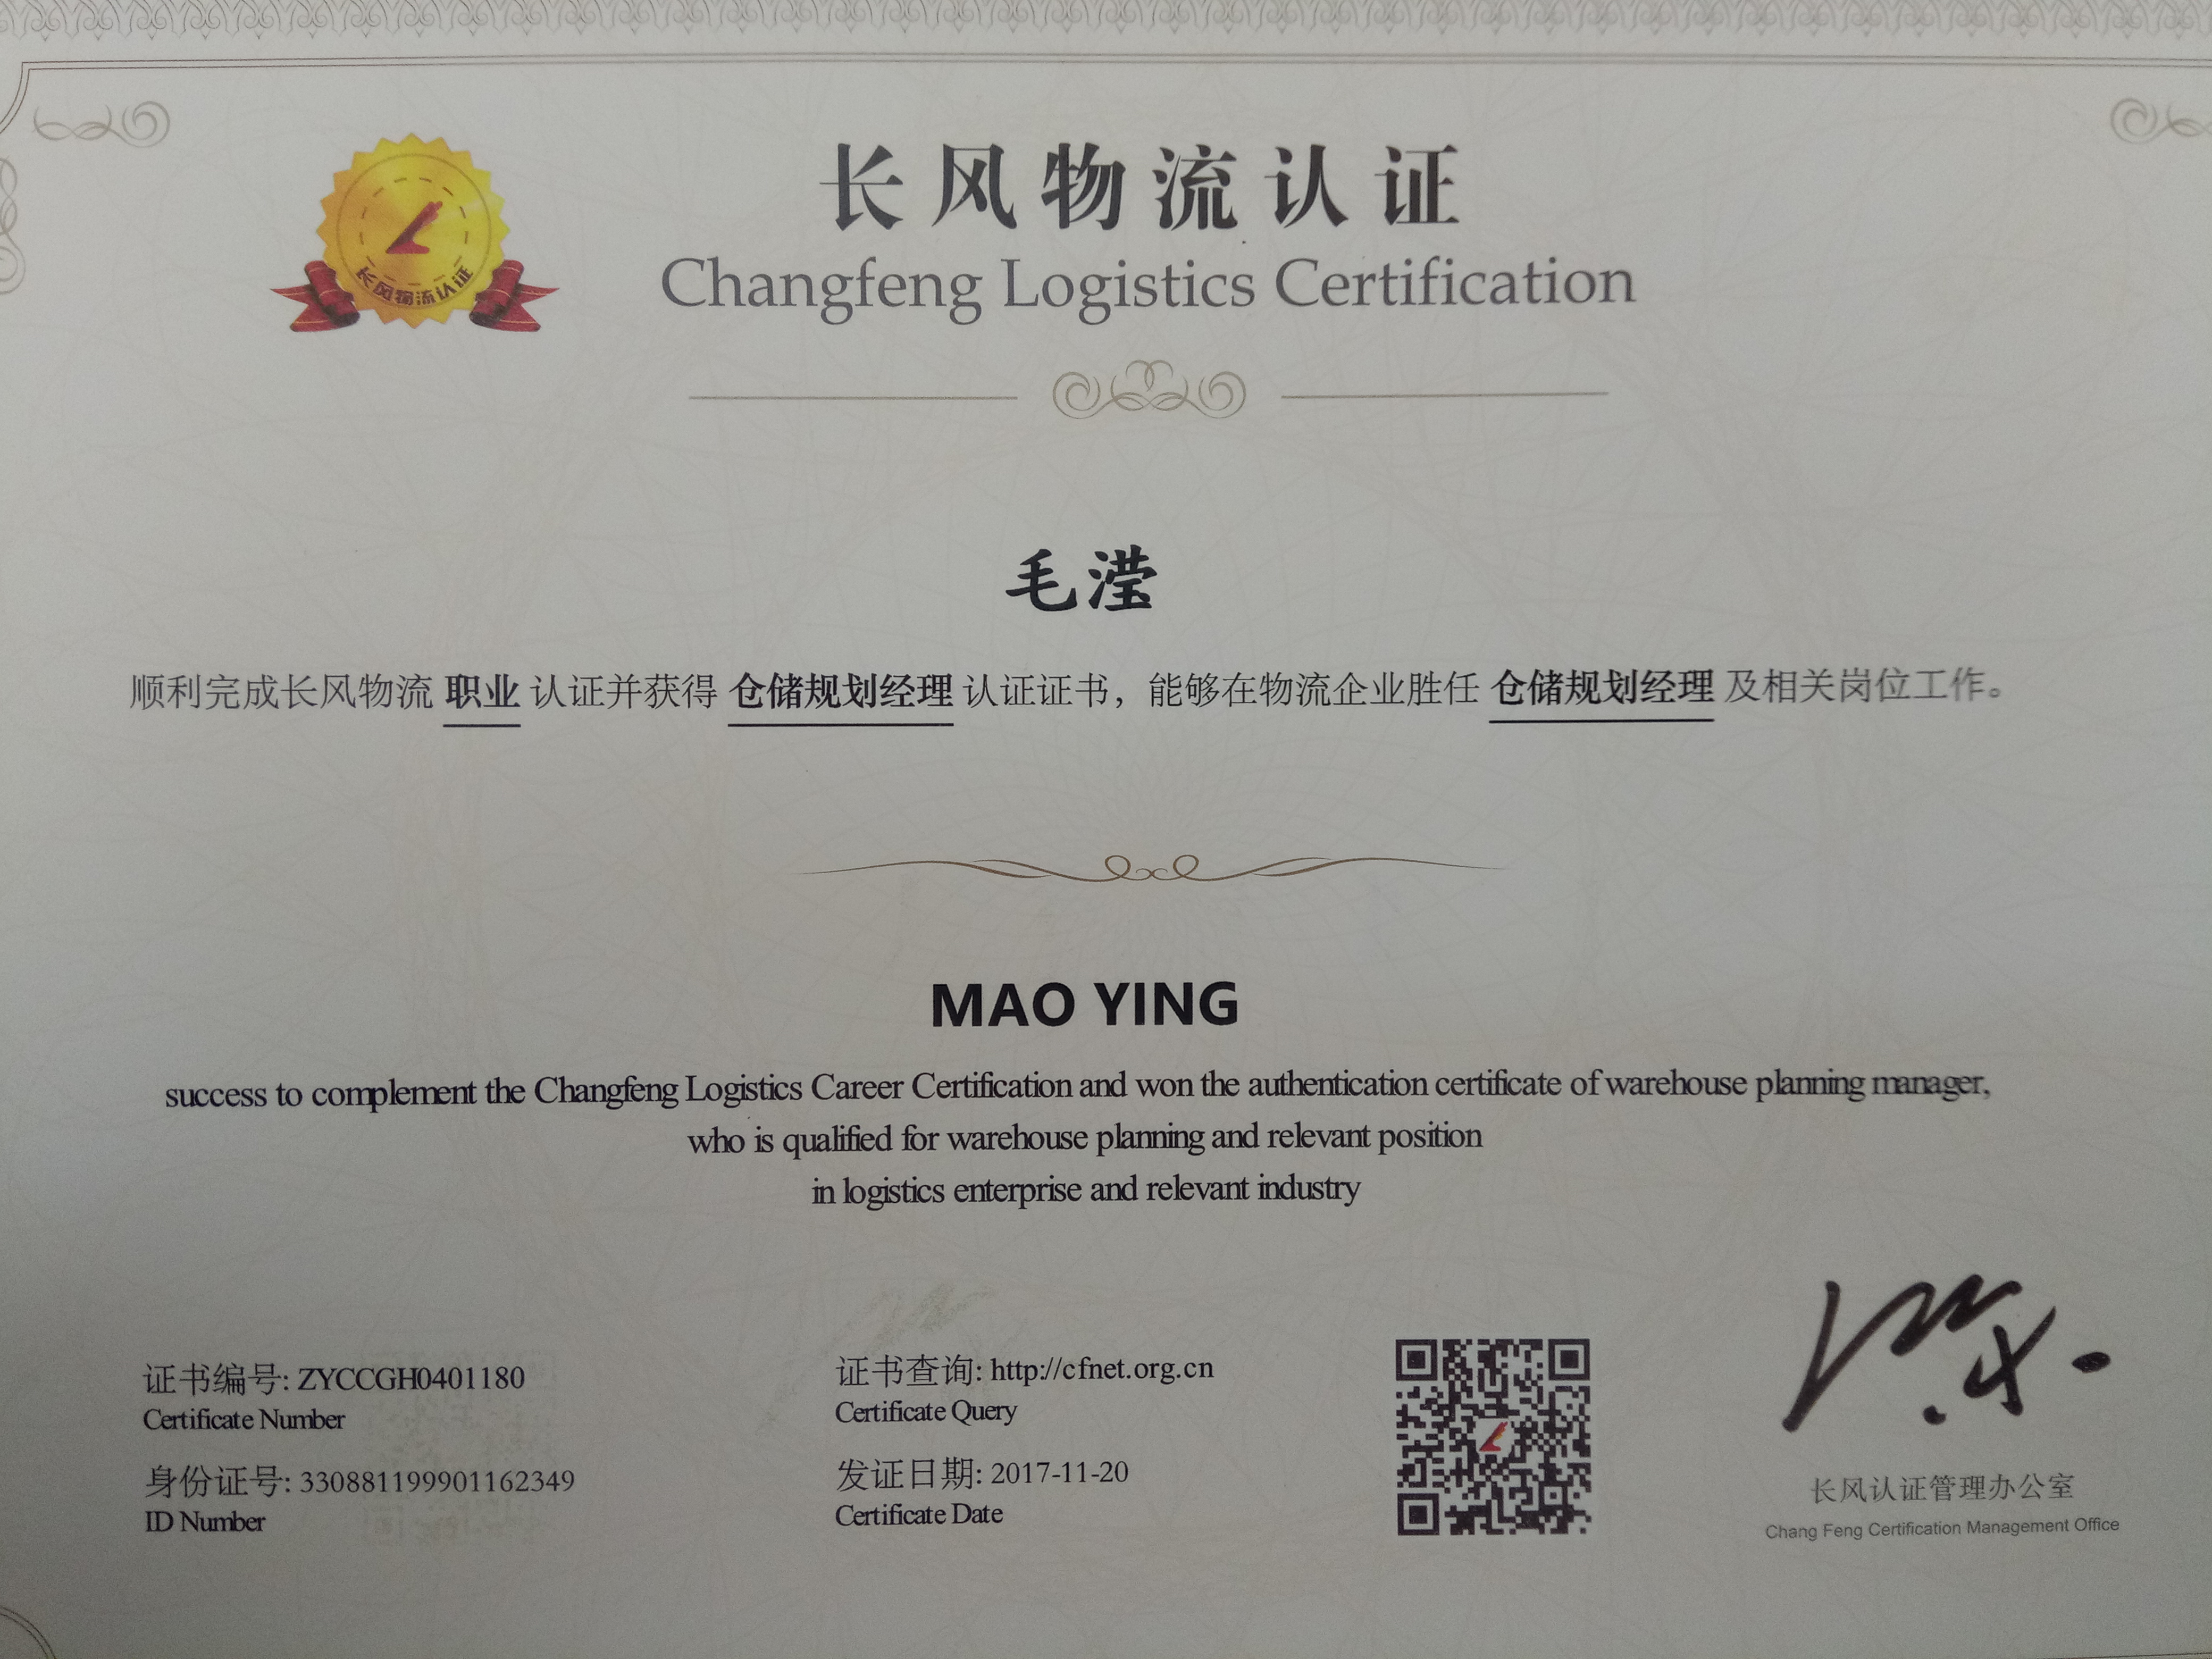 长风物流认证
长风物流认证
Changfeng Logistics Certification
毛滢
顺利完成长风物流 职业 认证并获得 仓储规划经理 认证证书，能够在物流企业胜任 仓储规划经理 及相关岗位工作。
MAO YING
success to complement the Changfeng Logistics Career Certification and won the authentication certificate of warehouse planning manager,
who is qualified for warehouse planning and relevant position
in logistics enterprise and relevant industry
证书编号: ZYCCGH0401180
Certificate Number
身份证号: 330881199901162349
ID Number
证书查询: http://cfnet.org.cn
Certificate Query
发证日期: 2017-11-20
Certificate Date
长风认证管理办公室
Chang Feng Certification Management Office